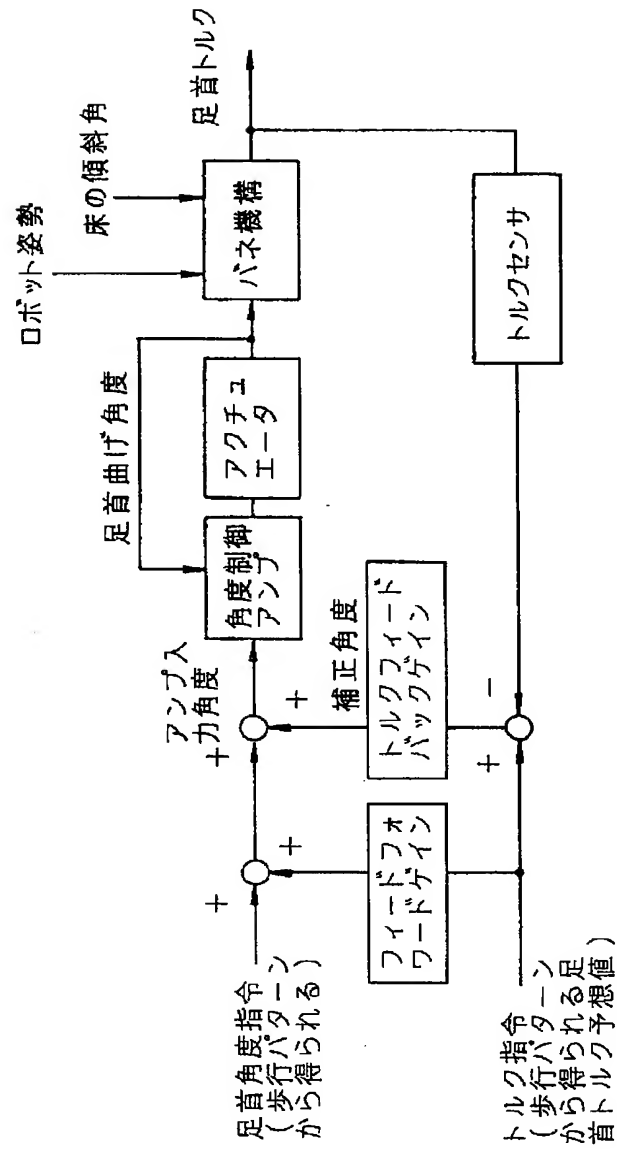 足首角度指令
（歩行パターン
から得られる）
+
+
アンプ入
力角度
+
+
角度制御
アンプ
足首曲げ角度
アクチュ
エータ
ロボット姿勢
床の傾斜角
バネ機構
足首トルク
フィードフォ
ワードゲイン
補正角度
トルクフィード
バックゲイン
トルクセンサ
トルク指令
（歩行パターン
から得られる足
首トルク予想値）
+
-